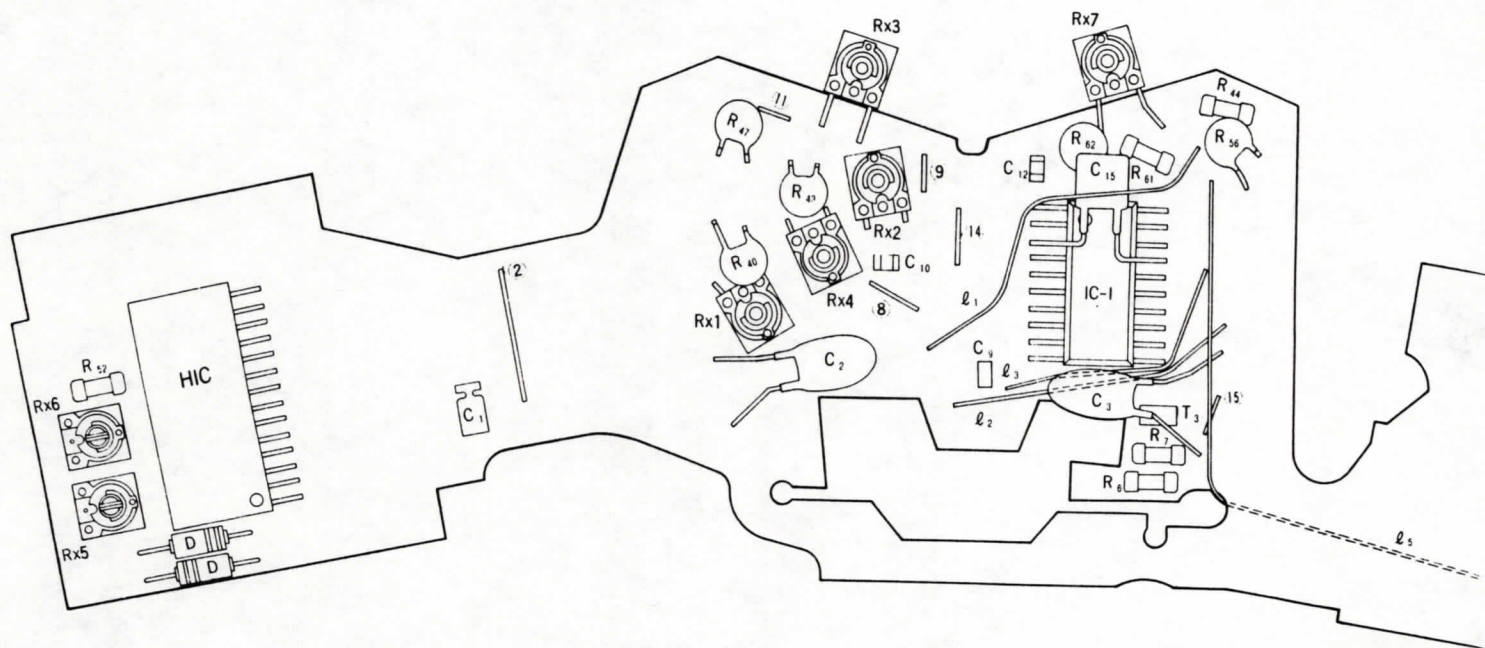 Rx3
Rx7
R44
11
R47
R62
R56
C12
C15
R61
9
R43
Rx2
14
R40
C10
Rx4
(8)
Rx1
(2)
IC-1
ℓ1
C9
ℓ3
C2
ℓ2
C3
T3
15
R7
R6
ℓ5
HIC
R52
Rx6
C1
Rx5
D
D